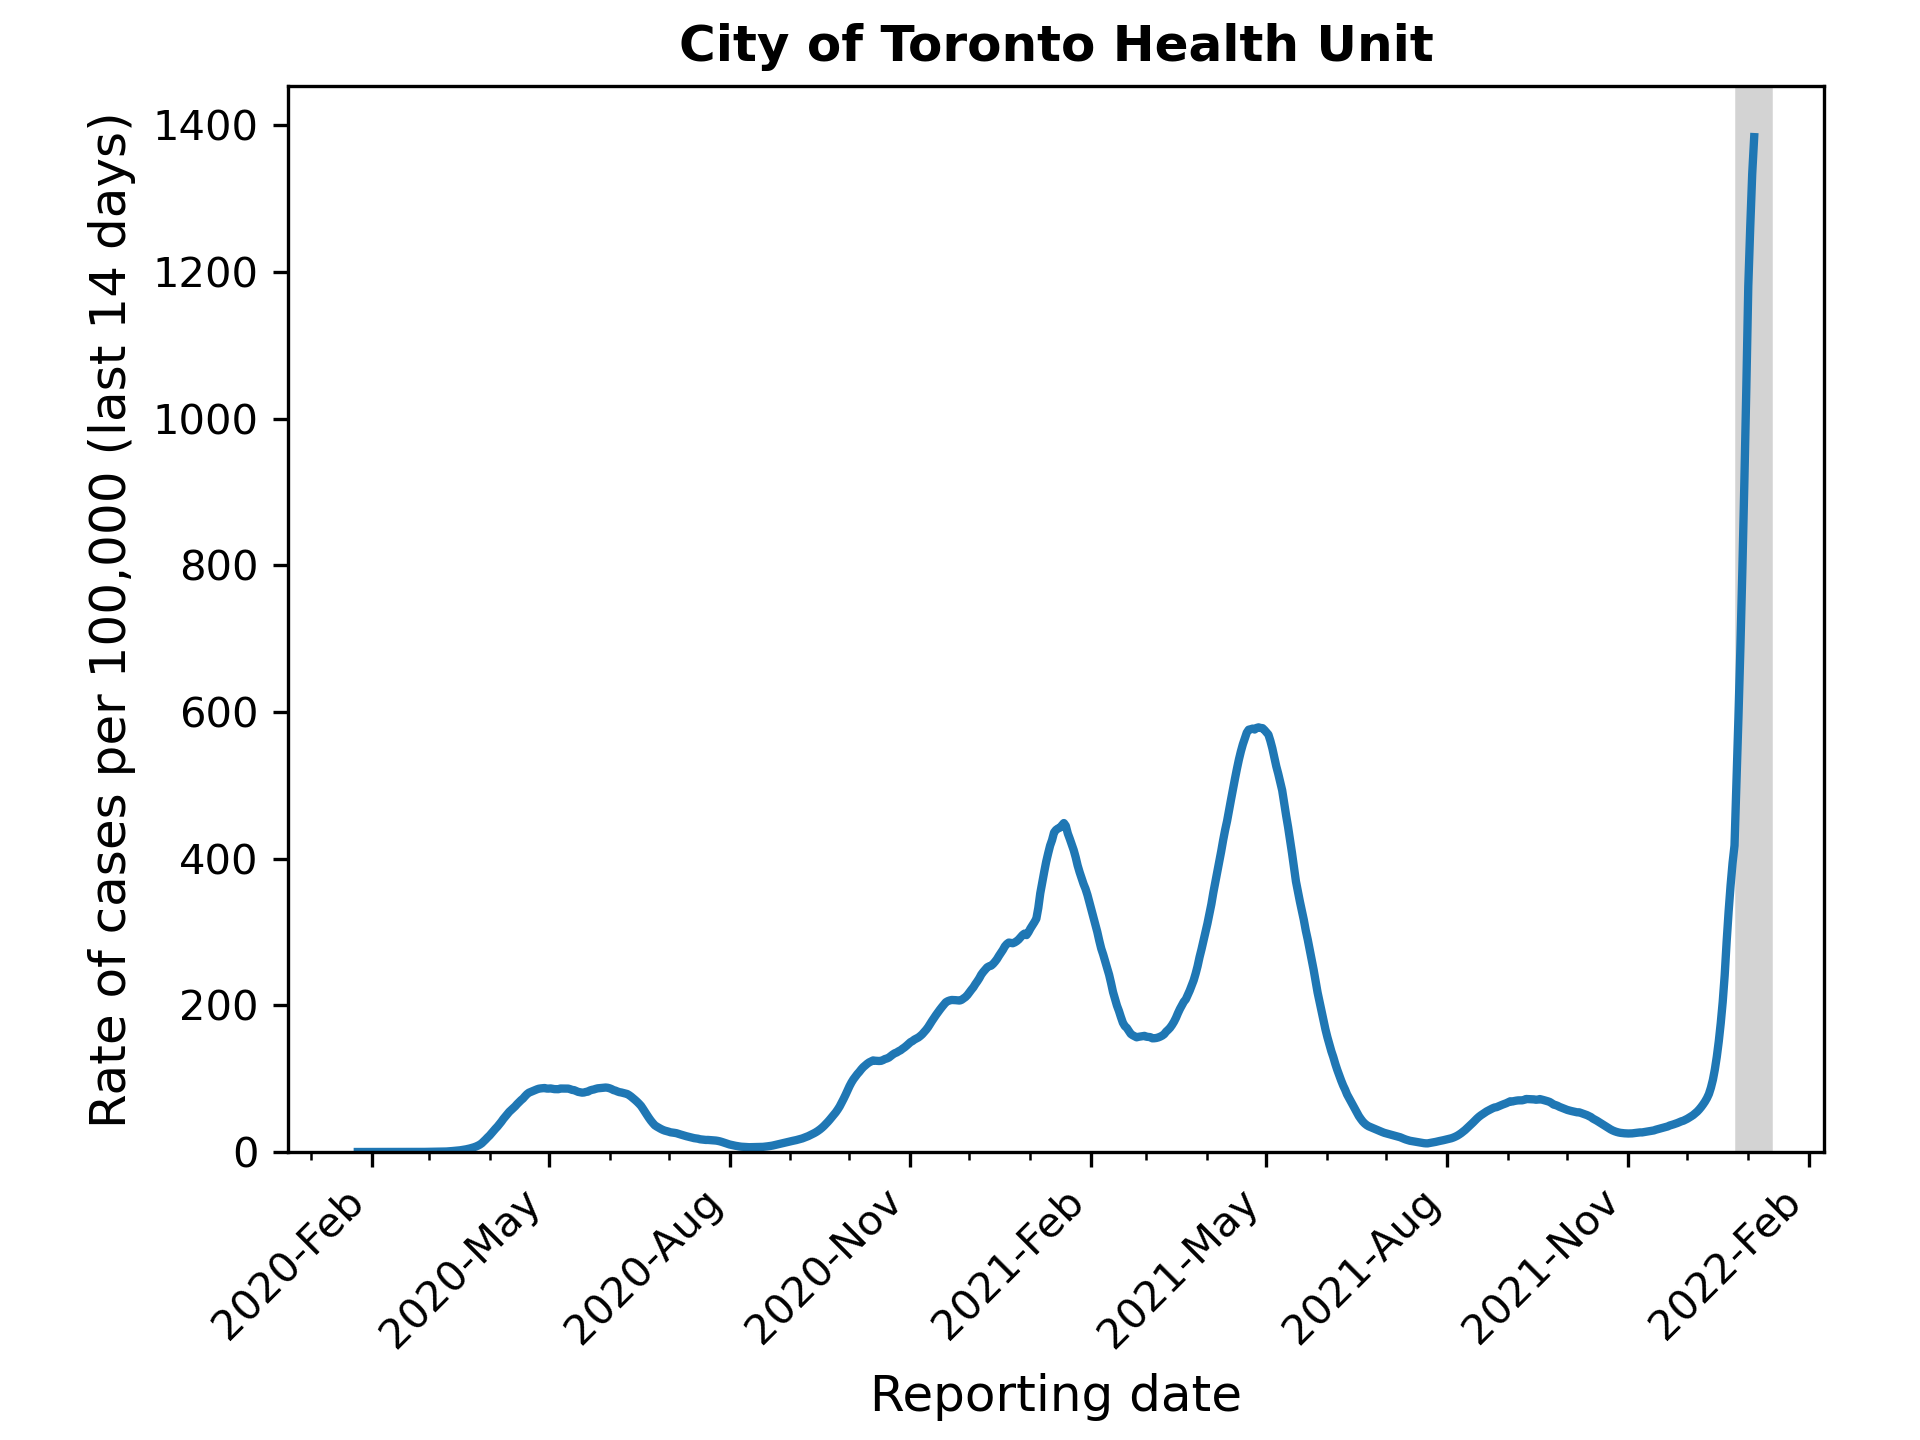 City of Toronto Health Unit
Rate of cases per 100,000 (last 14 days)
1400
1200
1000
800
600
400
200
0
2020-Feb
2020-May
2020-Aug
2020-Nov
2021-Feb
2021-May
2021-Aug
2021-Nov
2022-Feb
Reporting date